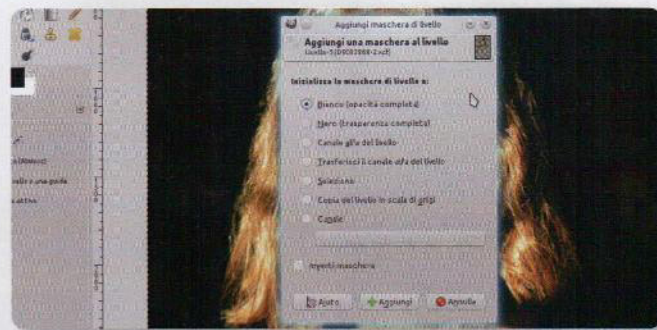 Aggiungi maschera di livello
Aggiungi una maschera al livello
Inizializza la maschera di livello a:
Bianco (opacità completa)
Nero (trasparenza completa)
Canale alfa del livello
Trasferisci il canale alfa del livello
Selezione
Copia del livello in scala di grigi
Canale
Inverti maschera
Aiuto
Aggiungi
Annulla